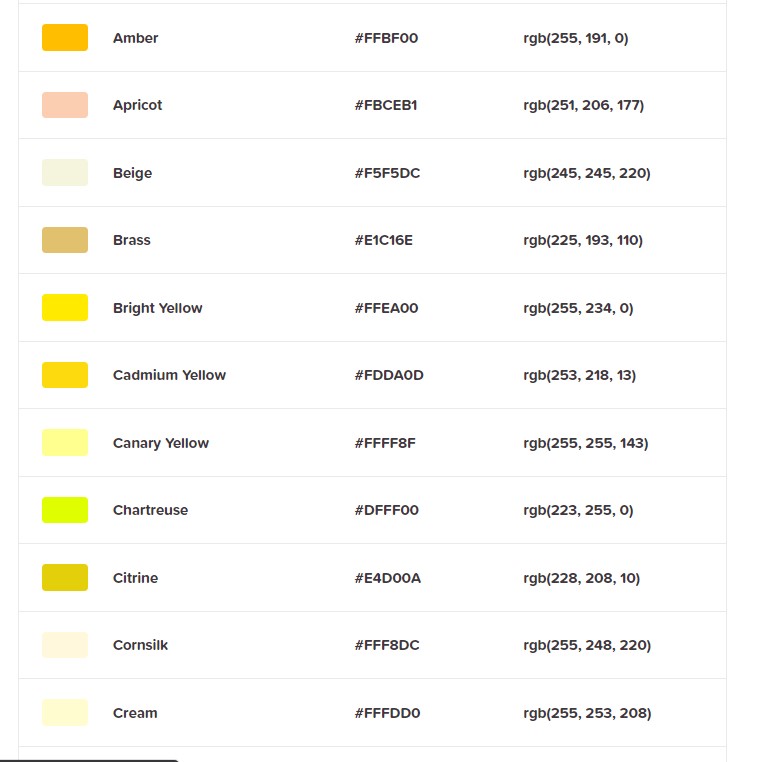 Amber #FFBF00 rgb(255, 191, 0)
Apricot #FBCEB1 rgb(251, 206, 177)
Beige #F5F5DC rgb(245, 245, 220)
Brass #E1C16E rgb(225, 193, 110)
Bright Yellow #FFEA00 rgb(255, 234, 0)
Cadmium Yellow #FDDA0D rgb(253, 218, 13)
Canary Yellow #FFFF8F rgb(255, 255, 143)
Chartreuse #DFFF00 rgb(223, 255, 0)
Citrine #E4D00A rgb(228, 208, 10)
Cornsilk #FFF8DC rgb(255, 248, 220)
Cream #FFFDD0 rgb(255, 253, 208)